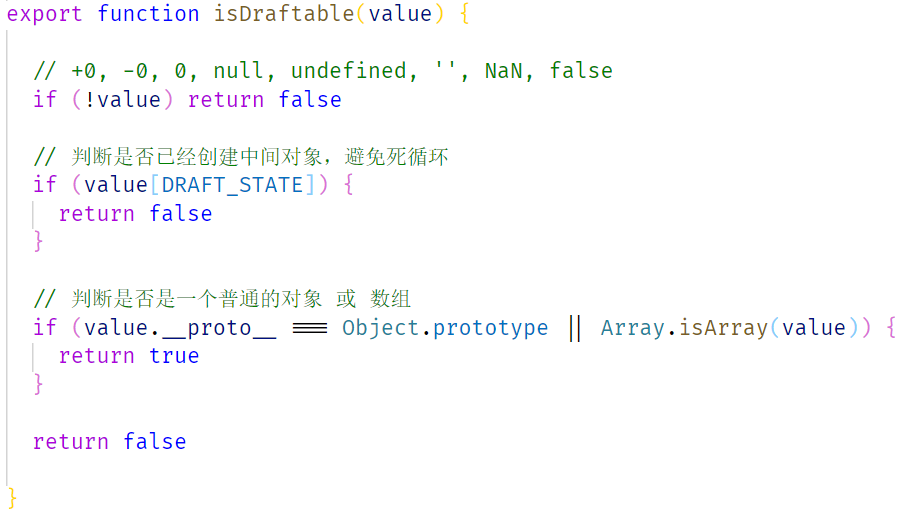 export function isDraftable(value) {
// +0, -0, 0, null, undefined, '', NaN, false
if (!value) return false
// 判断是否已经创建中间对象，避免死循环
if (value[DRAFT_STATE]) {
return false
}
// 判断是否是一个普通的对象 或 数组
if (value.__proto__ === Object.prototype || Array.isArray(value)) {
return true
}
return false
}